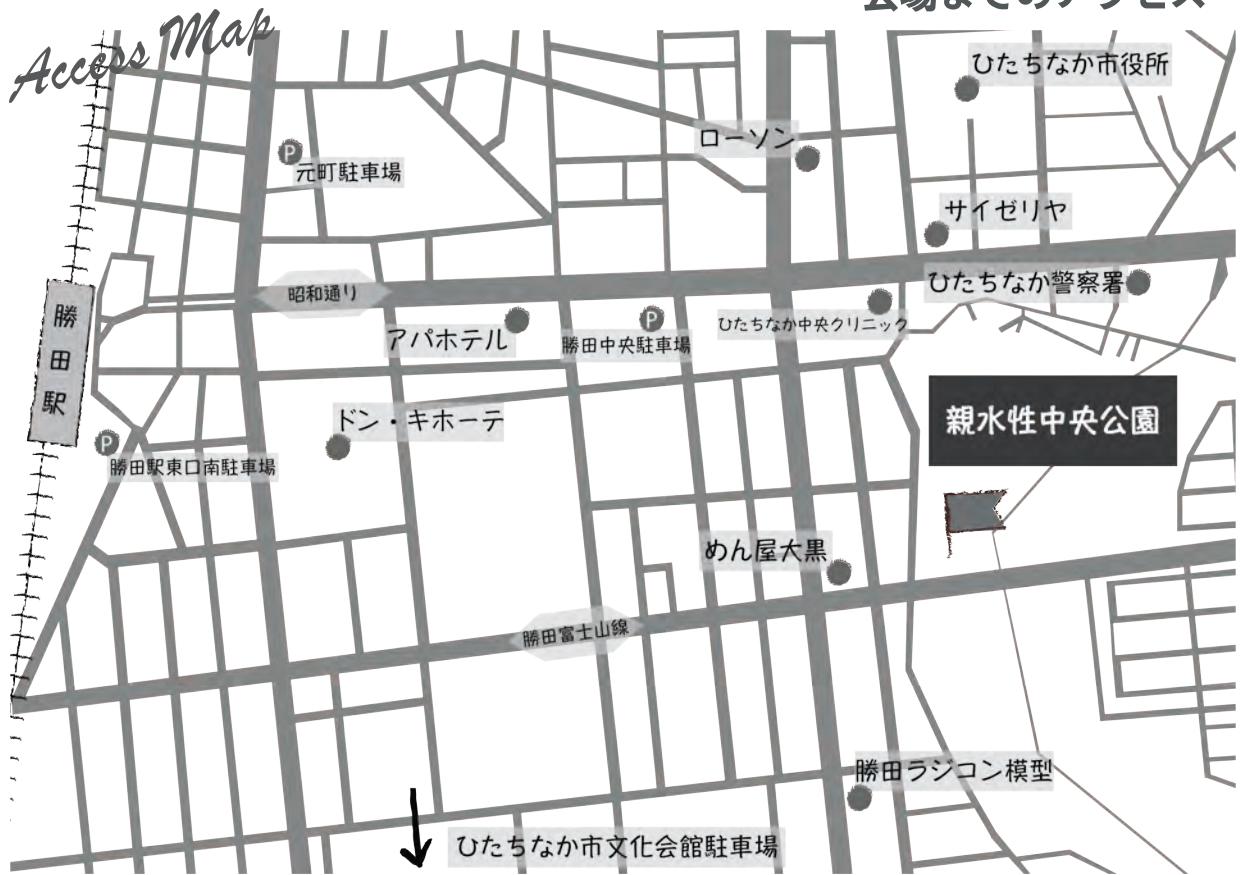 会場までのアクセス
Access Map
ひたちなか市役所
ローソン
P
元町駐車場
サイゼリヤ
ひたちなか警察署
昭和通り
勝田駅
アパホテル
P
勝田中央駐車場
ひたちなか中央クリニック
親水性中央公園
ドン・キホーテ
P
勝田駅東口南駐車場
めん屋大黒
勝田富士山線
勝田ラジコン模型
ひたちなか市文化会館駐車場